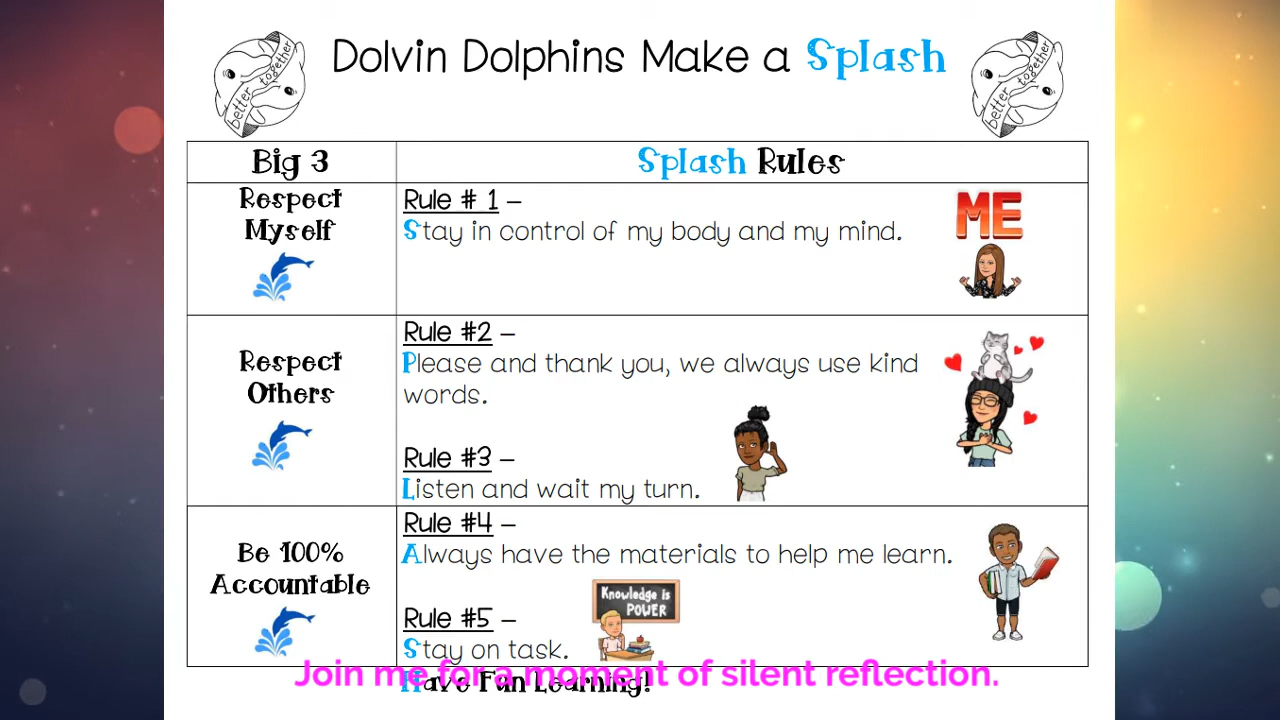 Dolvin Dolphins Make a Splash
better together
better together
Big 3
Splash Rules
Respect
Myself
Rule # 1 –
Stay in control of my body and my mind.
ME
Respect
Others
Rule #2 –
Please and thank you, we always use kind
words.
Rule #3 –
Listen and wait my turn.
Be 100%
Accountable
Rule #4 –
Always have the materials to help me learn.
Rule #5 –
Stay on task.
Knowledge is
POWER
Have Fun Learning!
Join me for a moment of silent reflection.